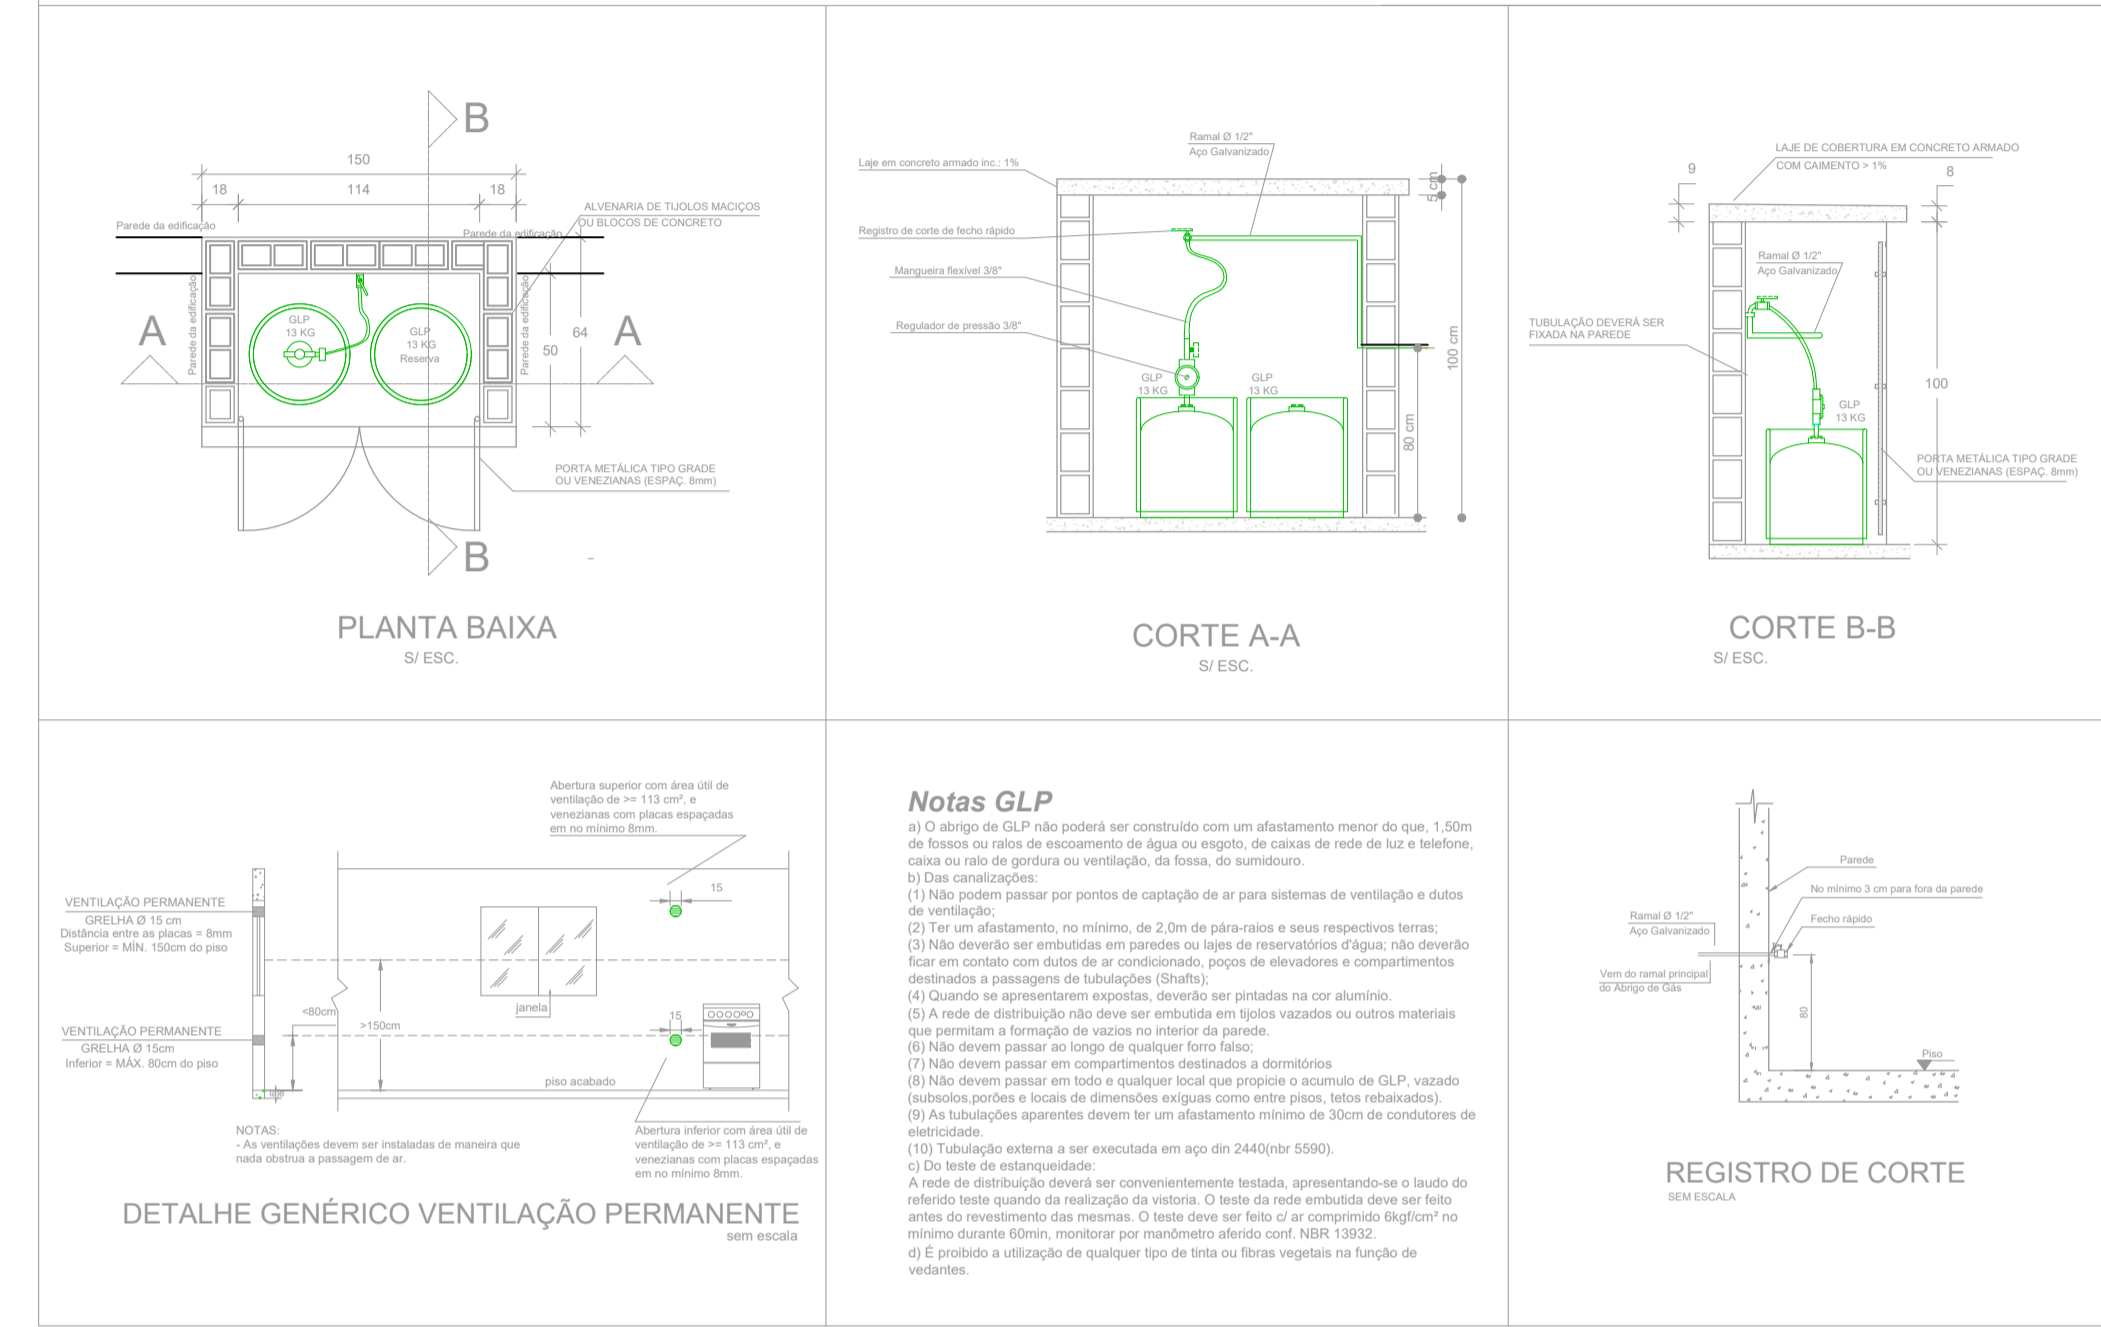 B
150
18
114
18
ALVENARIA DE TIJOLOS MACIÇOS
OU BLOCOS DE CONCRETO
Parede da edificação
Parede da edificação
Parede da edificação
Parede da edificação
A
A
GLP
13 KG
GLP
13 KG
Reserva
64
50
PORTA METÁLICA TIPO GRADE
OU VENEZIANAS (ESPAÇ. 8mm)
B
PLANTA BAIXA
S/ ESC.
Ramal Ø 1/2"
Aço Galvanizado
Laje em concreto armado inc.: 1%
5 cm
Registro de corte de fecho rápido
Mangueira flexível 3/8"
Regulador de pressão 3/8"
100 cm
GLP
13 KG
GLP
13 KG
80 cm
CORTE A-A
S/ ESC.
LAJE DE COBERTURA EM CONCRETO ARMADO
COM CAIMENTO > 1%
9
8
Ramal Ø 1/2"
Aço Galvanizado
TUBULAÇÃO DEVERÁ SER
FIXADA NA PAREDE
100
GLP
13 KG
PORTA METÁLICA TIPO GRADE
OU VENEZIANAS (ESPAÇ. 8mm)
CORTE B-B
S/ ESC.
Abertura superior com área útil de
ventilação de >= 113 cm², e
venezianas com placas espaçadas
em no mínimo 8mm.
15
VENTILAÇÃO PERMANENTE
GRELHA Ø 15 cm
Distância entre as placas = 8mm
Superior = MÍN. 150cm do piso
janela
<80cm
>150cm
15
VENTILAÇÃO PERMANENTE
GRELHA Ø 15cm
Inferior = MÁX. 80cm do piso
piso acabado
laje
NOTAS:
- As ventilações devem ser instaladas de maneira que
nada obstrua a passagem de ar.
Abertura inferior com área útil de
ventilação de >= 113 cm², e
venezianas com placas espaçadas
em no mínimo 8mm.
DETALHE GENÉRICO VENTILAÇÃO PERMANENTE
sem escala
Notas GLP
a) O abrigo de GLP não poderá ser construído com um afastamento menor do que, 1,50m
de fossos ou ralos de escoamento de água ou esgoto, de caixas de rede de luz e telefone,
caixa ou ralo de gordura ou ventilação, da fossa, do sumidouro.
b) Das canalizações:
(1) Não podem passar por pontos de captação de ar para sistemas de ventilação e dutos
de ventilação;
(2) Ter um afastamento, no mínimo, de 2,0m de pára-raios e seus respectivos terras;
(3) Não deverão ser embutidas em paredes ou lajes de reservatórios d'água; não deverão
ficar em contato com dutos de ar condicionado, poços de elevadores e compartimentos
destinados a passagens de tubulações (Shafts);
(4) Quando se apresentarem expostas, deverão ser pintadas na cor alumínio.
(5) A rede de distribuição não deve ser embutida em tijolos vazados ou outros materiais
que permitam a formação de vazios no interior da parede.
(6) Não devem passar ao longo de qualquer forro falso;
(7) Não devem passar em compartimentos destinados a dormitórios
(8) Não devem passar em todo e qualquer local que propicie o acumulo de GLP, vazado
(subsolos,porões e locais de dimensões exíguas como entre pisos, tetos rebaixados).
(9) As tubulações aparentes devem ter um afastamento mínimo de 30cm de condutores de
eletricidade.
(10) Tubulação externa a ser executada em aço din 2440(nbr 5590).
c) Do teste de estanqueidade:
A rede de distribuição deverá ser convenientemente testada, apresentando-se o laudo do
referido teste quando da realização da vistoria. O teste da rede embutida deve ser feito
antes do revestimento das mesmas. O teste deve ser feito c/ ar comprimido 6kgf/cm² no
mínimo durante 60min, monitorar por manômetro aferido conf. NBR 13932.
d) É proibido a utilização de qualquer tipo de tinta ou fibras vegetais na função de
vedantes.
Parede
No mínimo 3 cm para fora da parede
Ramal Ø 1/2"
Aço Galvanizado
Fecho rápido
Vem do ramal principal
do Abrigo de Gás
80
Piso
REGISTRO DE CORTE
SEM ESCALA